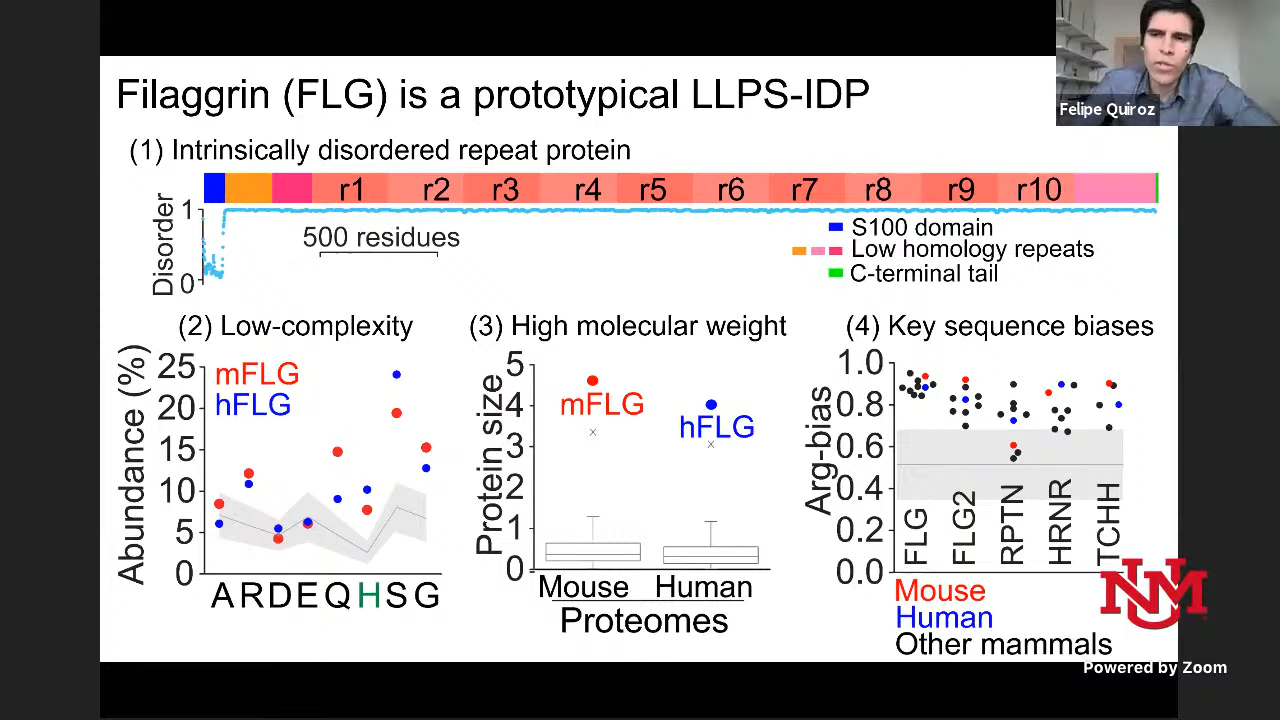 Filaggrin (FLG) is a prototypical LLPS-IDP
Felipe Quiroz
(1) Intrinsically disordered repeat protein
r1 r2 r3 r4 r5 r6 r7 r8 r9 r10
Disorder
1
0
500 residues
S100 domain
Low homology repeats
C-terminal tail
(2) Low-complexity
Abundance (%)
25
20
15
10
5
0
mFLG
hFLG
A R D E Q H S G
(3) High molecular weight
Protein size
5
4
3
2
1
0
mFLG
hFLG
Mouse Human
Proteomes
(4) Key sequence biases
Arg-bias
1.0
0.8
0.6
0.4
0.2
0.0
FLG
FLG2
RPTN
HRNR
TCHH
Mouse
Human
Other mammals
UNM
Powered by Zoom